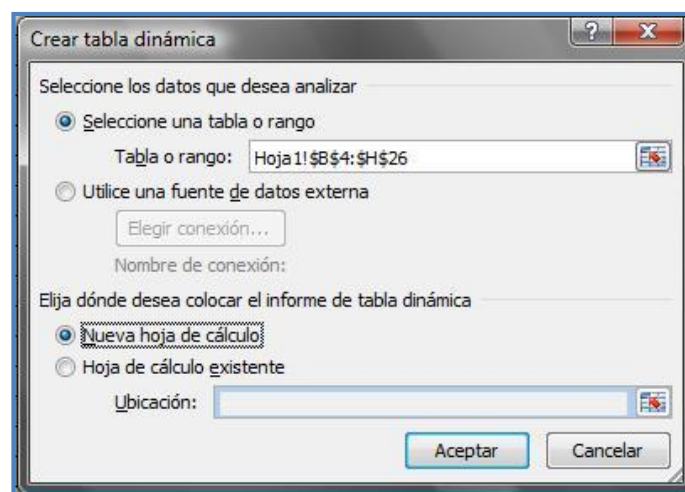 Crear tabla dinámica
?
X
Seleccione los datos que desea analizar
Seleccione una tabla o rango
Tabla o rango: Hoja1!$B$4:$H$26
Utilice una fuente de datos externa
Elegir conexión...
Nombre de conexión:
Elija dónde desea colocar el informe de tabla dinámica
Nueva hoja de cálculo
Hoja de cálculo existente
Ubicación:
Aceptar Cancelar